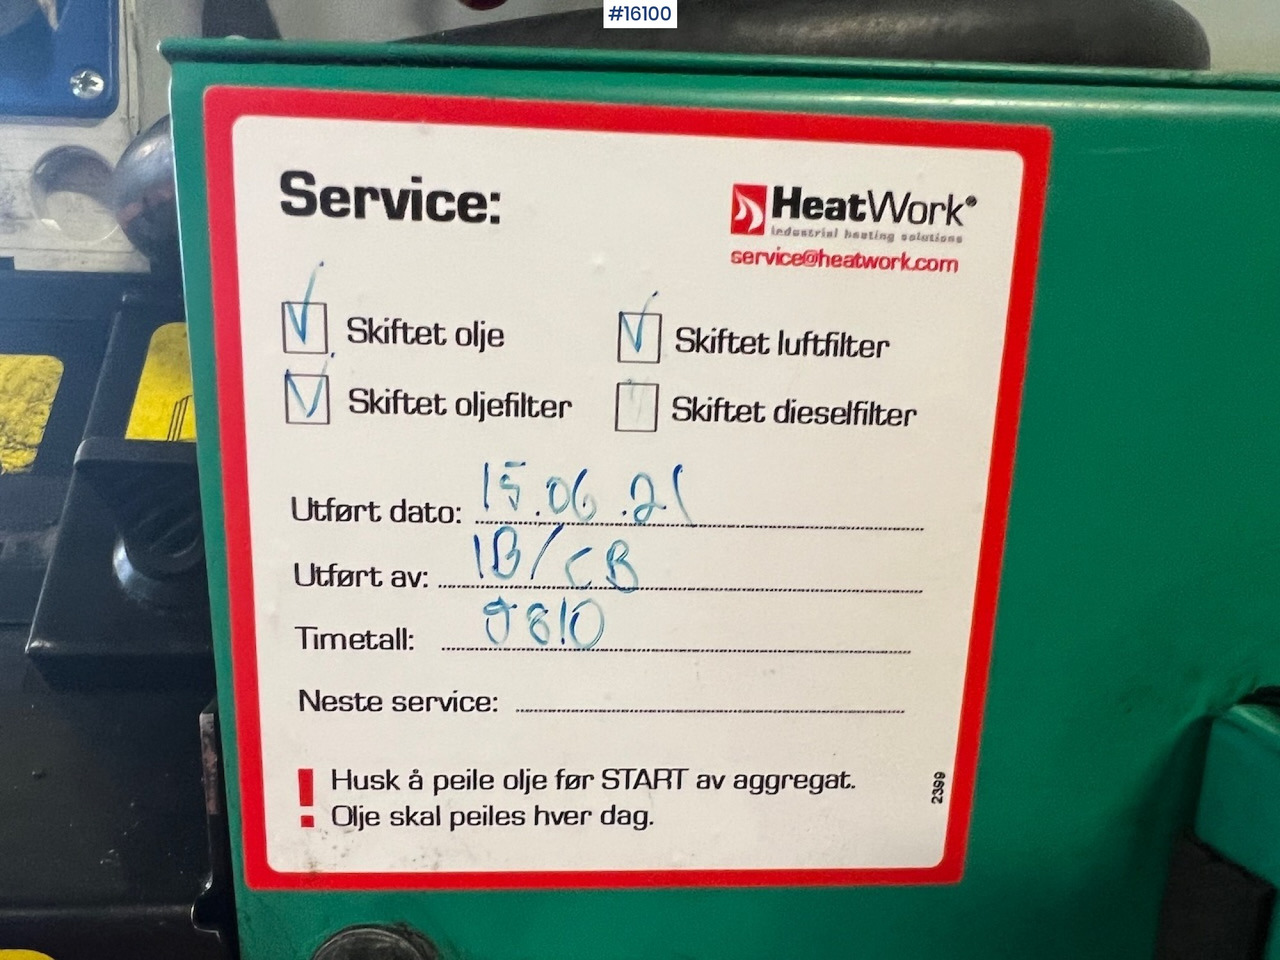 #16100
Service:
HeatWork®
industrial heating solutions
service@heatwork.com
Skiftet olje
Skiftet luftfilter
Skiftet oljefilter
Skiftet dieselfilter
Utført dato: 15.06.21
Utført av: IB/CB
Timetall: 9810
Neste service:
! Husk å peile olje før START av aggregat.
Olje skal peiles hver dag.
2399